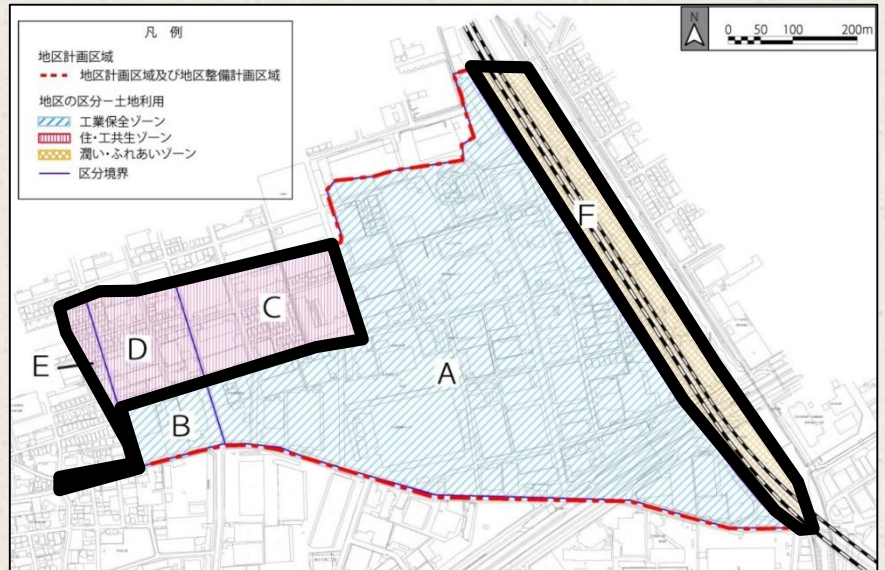 凡 例
地区計画区域
地区計画区域及び地区整備計画区域
地区の区分－土地利用
工業保全ゾーン
住・工共生ゾーン
潤い・ふれあいゾーン
区分境界
N
0 50 100 200m
F
C
D
E
A
B